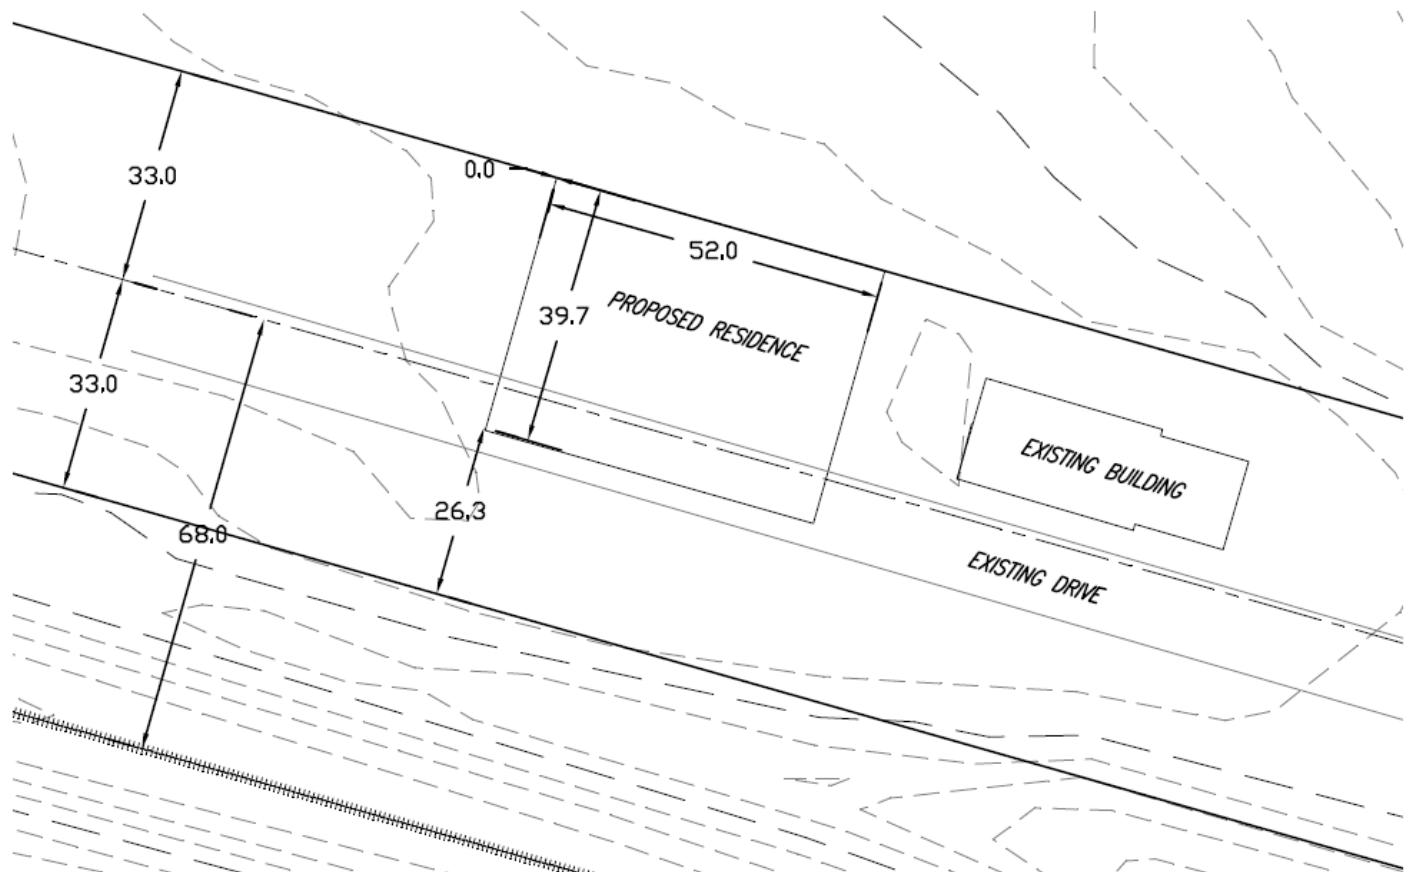 33.0
0.0
52.0
39.7
PROPOSED RESIDENCE
33.0
26.3
68.0
EXISTING BUILDING
EXISTING DRIVE